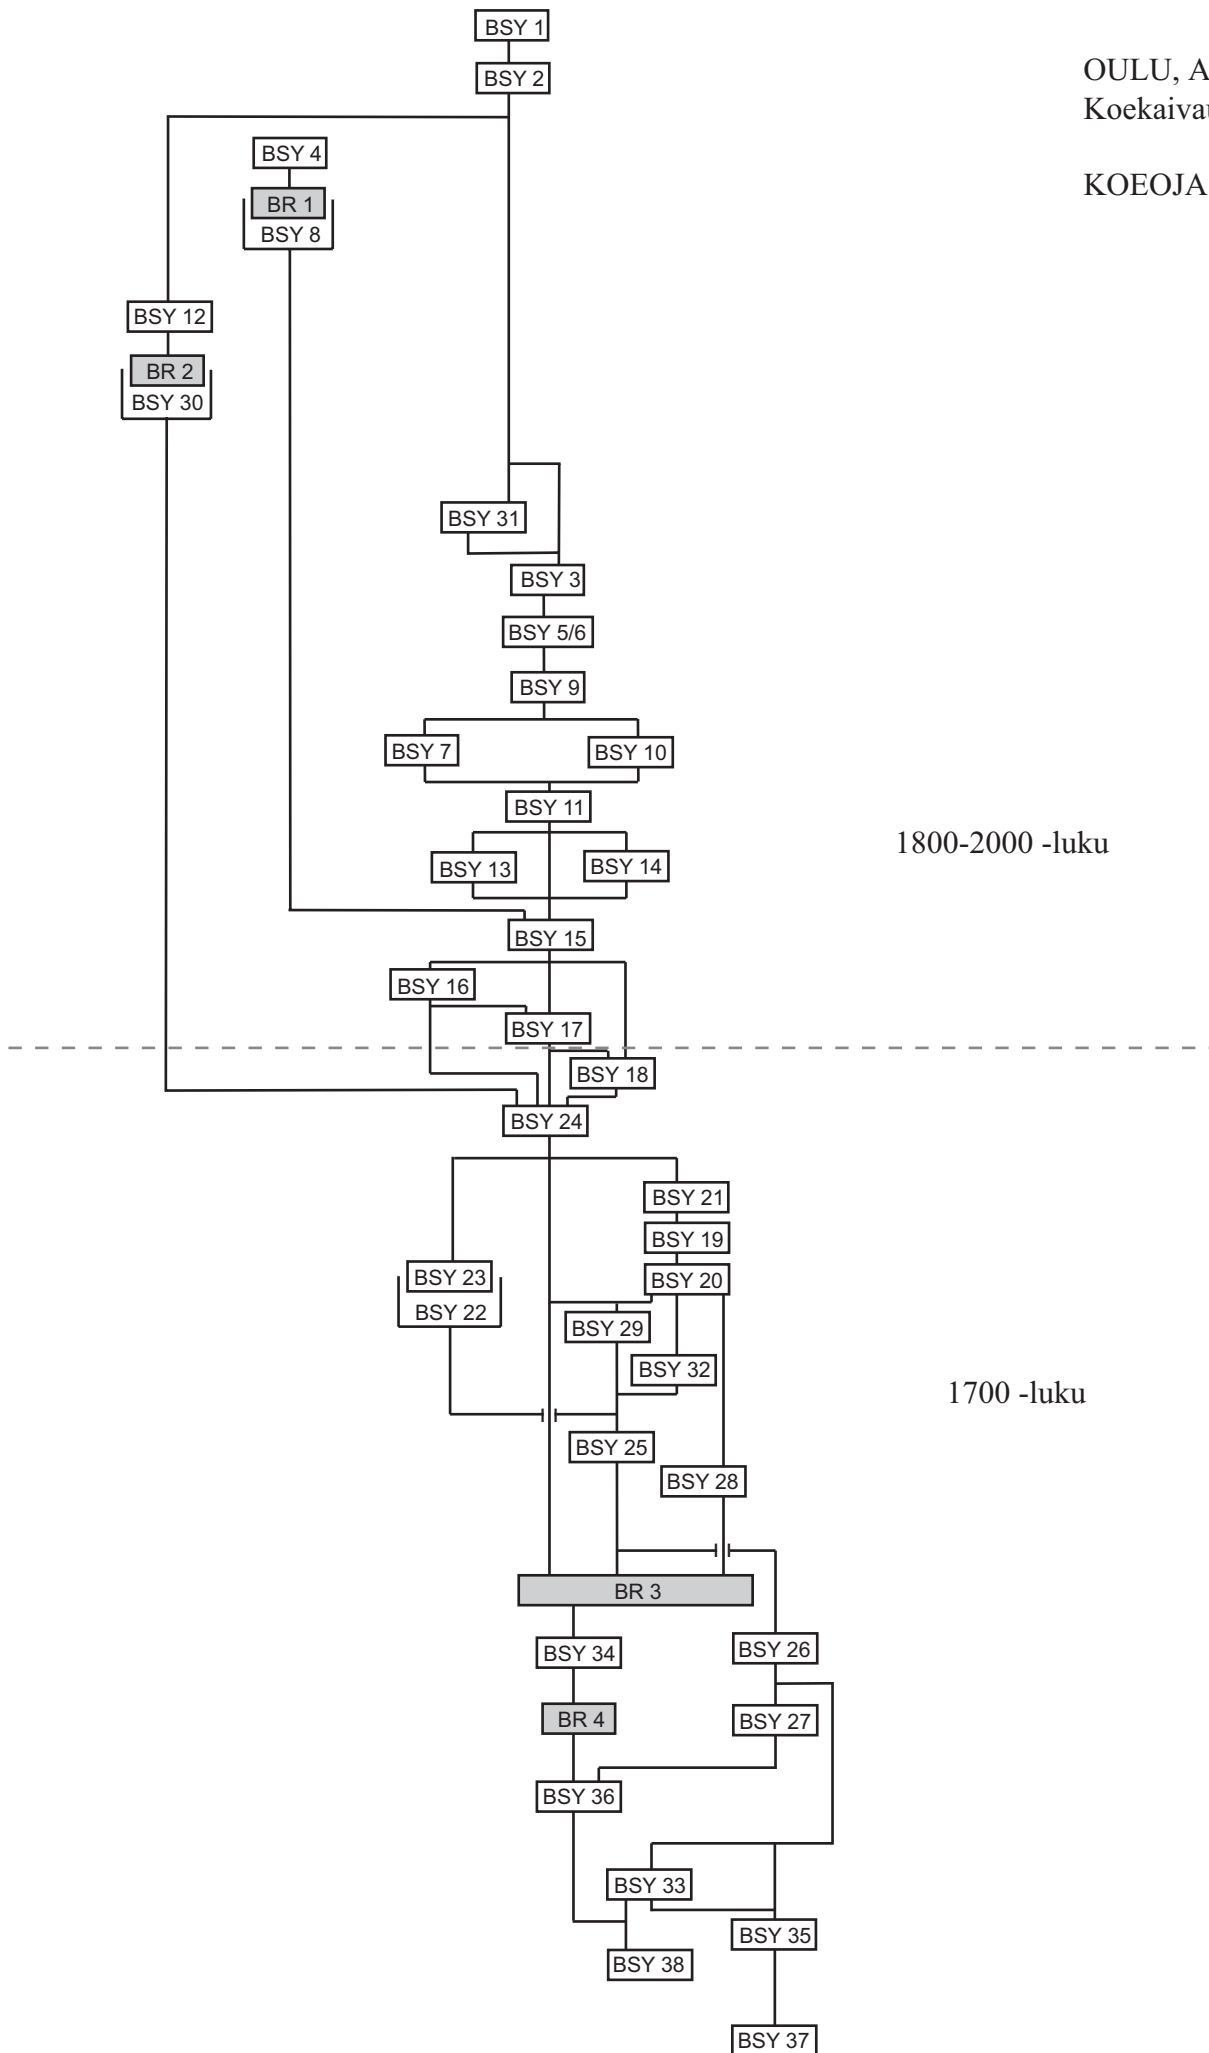 BSY 1
OULU, A
BSY 2
Koekaivau
BSY 4
KOEOJA
BR 1
BSY 8
BSY 12
BR 2
BSY 30
BSY 31
BSY 3
BSY 5/6
BSY 9
BSY 7
BSY 10
BSY 11
1800-2000 -luku
BSY 13
BSY 14
BSY 15
BSY 16
BSY 17
BSY 18
BSY 24
BSY 21
BSY 19
BSY 23
BSY 20
BSY 22
BSY 29
BSY 32
1700 -luku
BSY 25
BSY 28
BR 3
BSY 34
BSY 26
BR 4
BSY 27
BSY 36
BSY 33
BSY 35
BSY 38
BSY 37